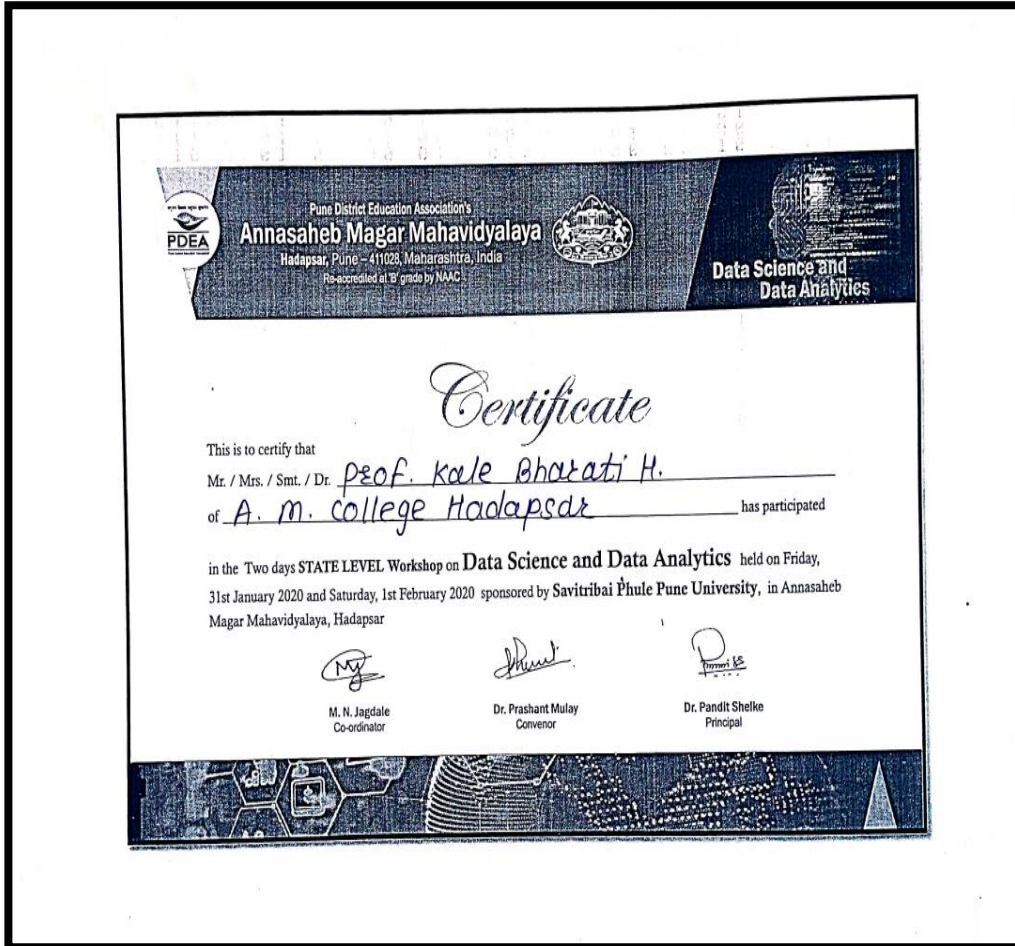 PDEA
Pune District Education Association's
Annasaheb Magar Mahavidyalaya
Hadapsar, Pune – 411028, Maharashtra, India
Re-accredited at 'B' grade by NAAC
Data Science and
Data Analytics
Certificate
This is to certify that
Mr. / Mrs. / Smt. / Dr. Prof. Kale Bharati H.
of A. M. College Hadapsar has participated
in the Two days STATE LEVEL Workshop on Data Science and Data Analytics held on Friday,
31st January 2020 and Saturday, 1st February 2020 sponsored by Savitribai Phule Pune University, in Annasaheb
Magar Mahavidyalaya, Hadapsar
M. N. Jagdale
Co-ordinator
Dr. Prashant Mulay
Convenor
Dr. Pandit Shelke
Principal